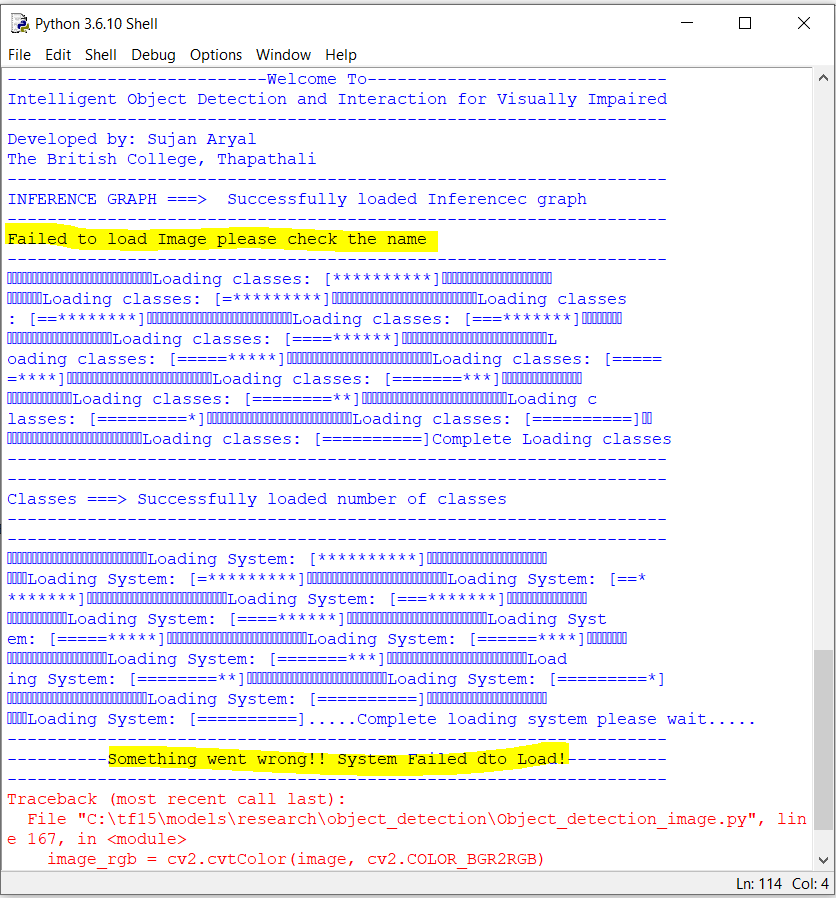 Python 3.6.10 Shell
File Edit Shell Debug Options Window Help
--------------------------Welcome To------------------------------
Intelligent Object Detection and Interaction for Visually Impaired
------------------------------------------------------------------
Developed by: Sujan Aryal
The British College, Thapathali
------------------------------------------------------------------
INFERENCE GRAPH ===>  Successfully loaded Inferencec graph
------------------------------------------------------------------
Failed to load Image please check the name
------------------------------------------------------------------
Loading classes: [**********]
Loading classes: [=*********]Loading classes
: [==********]Loading classes: [===*******]
Loading classes: [====******]L
oading classes: [=====*****]Loading classes: [=====
=****]Loading classes: [=======***]
Loading classes: [========**]Loading c
lasses: [=========*]Loading classes: [==========]
Loading classes: [==========]Complete Loading classes
------------------------------------------------------------------
------------------------------------------------------------------
Classes ===> Successfully loaded number of classes
------------------------------------------------------------------
------------------------------------------------------------------
Loading System: [**********]
Loading System: [=*********]Loading System: [==*
*******]Loading System: [===*******]
Loading System: [====******]Loading Syst
em: [=====*****]Loading System: [======****]
Loading System: [=======***]Load
ing System: [========**]Loading System: [=========*]
Loading System: [==========]
Loading System: [==========].....Complete loading system please wait.....
------------------------------------------------------------------
----------Something went wrong!! System Failed dto Load!----------
------------------------------------------------------------------
Traceback (most recent call last):
  File "C:\tf15\models\research\object_detection\Object_detection_image.py", lin
e 167, in <module>
    image_rgb = cv2.cvtColor(image, cv2.COLOR_BGR2RGB)
Ln: 114 Col: 4